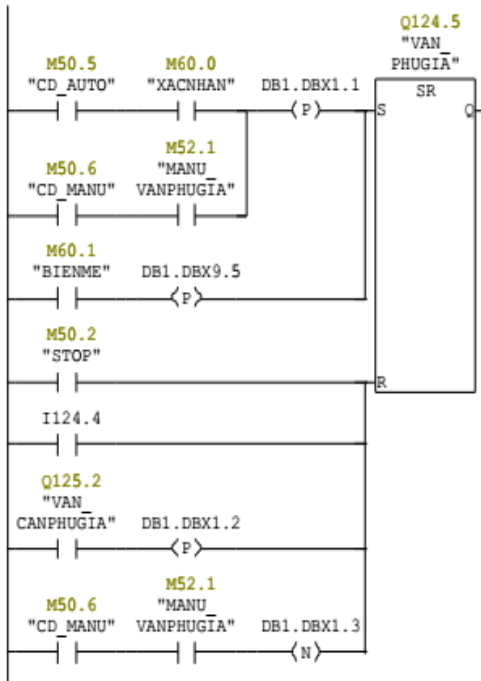 Q124.5
"VAN_
PHUGIA"
M50.5 M60.0
"CD_AUTO" "XACNHAN" DB1.DBX1.1
P
SR
S Q
M52.1
M50.6 "MANU_
"CD_MANU" VANPHUGIA"
M60.1
"BIENME" DB1.DBX9.5
P
M50.2
"STOP"
R
I124.4
Q125.2
"VAN_
CANPHUGIA" DB1.DBX1.2
P
M52.1
M50.6 "MANU_
"CD_MANU" VANPHUGIA" DB1.DBX1.3
N